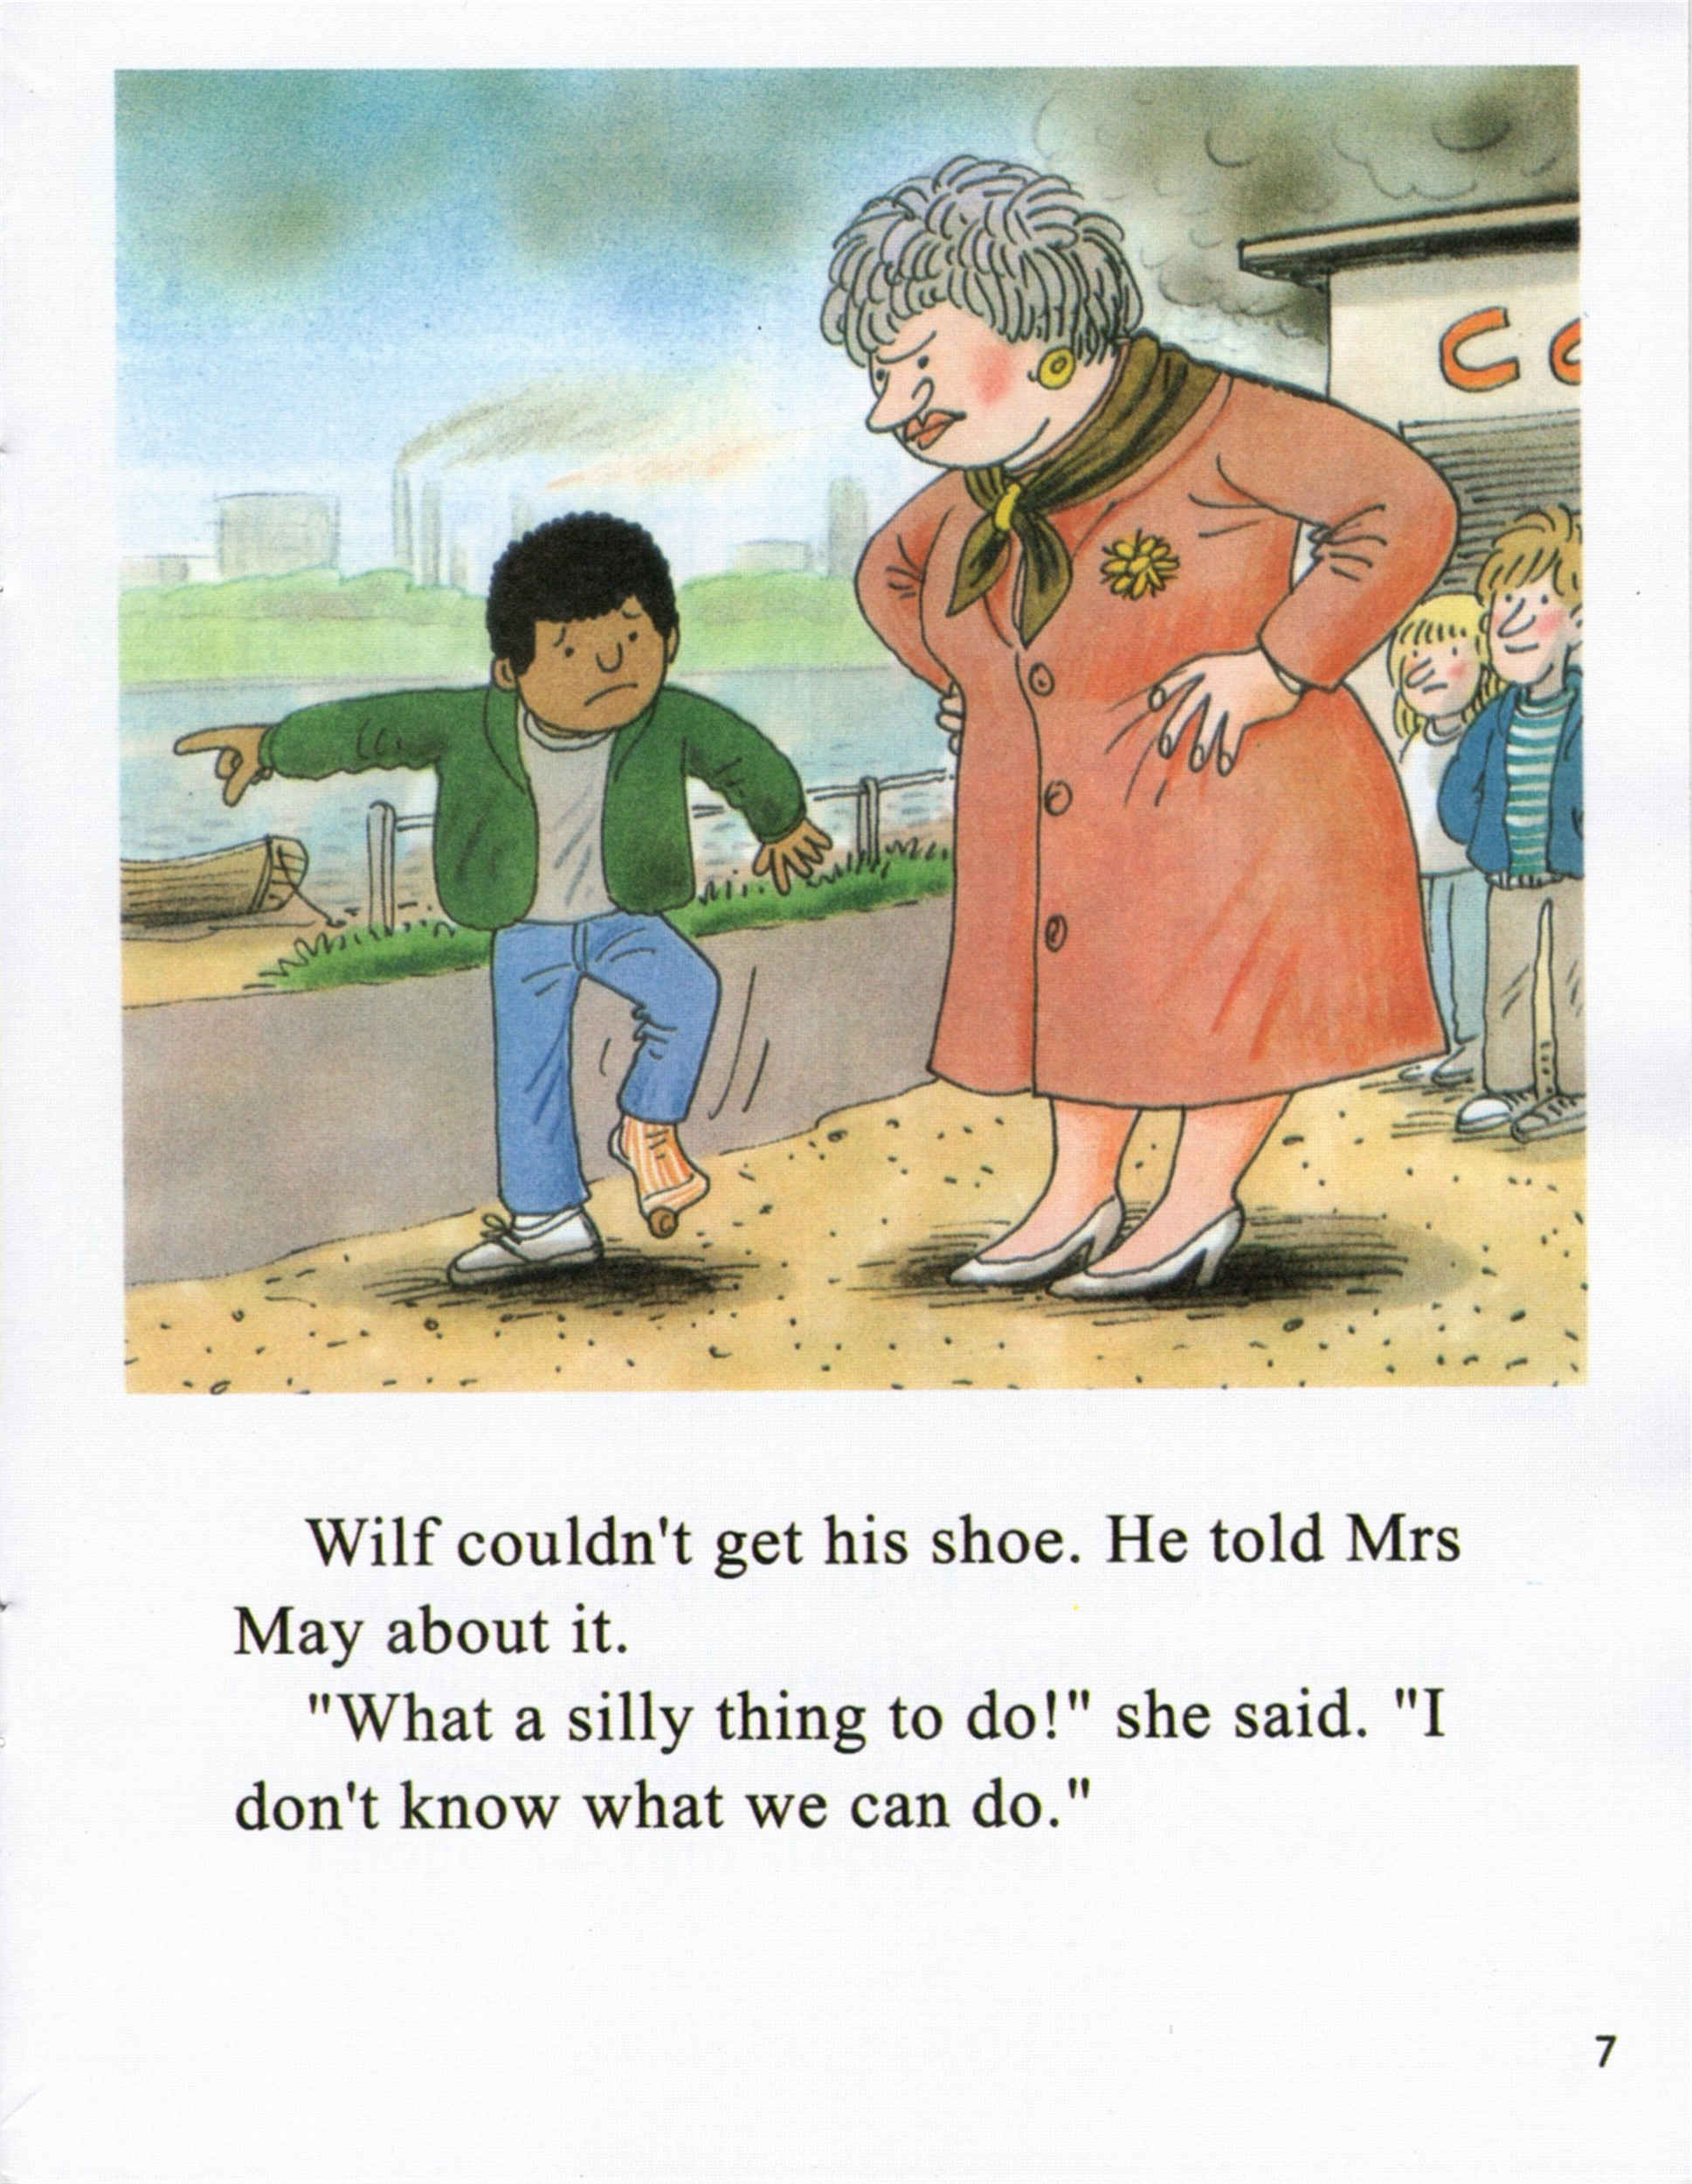 CO
Wilf couldn't get his shoe. He told Mrs
May about it.
"What a silly thing to do!" she said. "I
don't know what we can do."
7